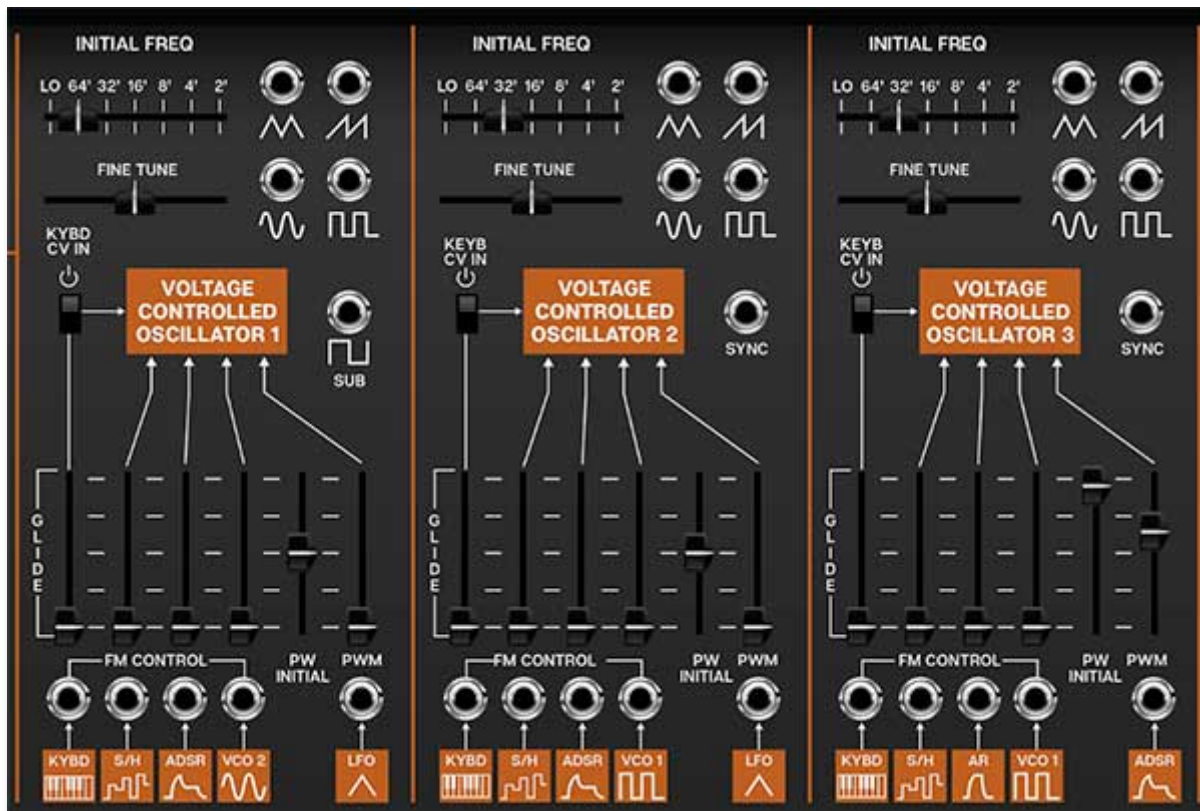 INITIAL FREQ
LO 64' 32' 16' 8' 4' 2'
FINE TUNE
KYBD
CV IN
VOLTAGE
CONTROLLED
OSCILLATOR 1
SUB
GLIDE
FM CONTROL
PW
INITIAL
PWM
KYBD
S/H
ADSR
VCO 2
LFO
INITIAL FREQ
LO 64' 32' 16' 8' 4' 2'
FINE TUNE
KEYB
CV IN
VOLTAGE
CONTROLLED
OSCILLATOR 2
SYNC
GLIDE
FM CONTROL
PW
INITIAL
PWM
KYBD
S/H
ADSR
VCO 1
LFO
INITIAL FREQ
LO 64' 32' 16' 8' 4' 2'
FINE TUNE
KEYB
CV IN
VOLTAGE
CONTROLLED
OSCILLATOR 3
SYNC
GLIDE
FM CONTROL
PW
INITIAL
PWM
KYBD
S/H
AR
VCO 1
ADSR